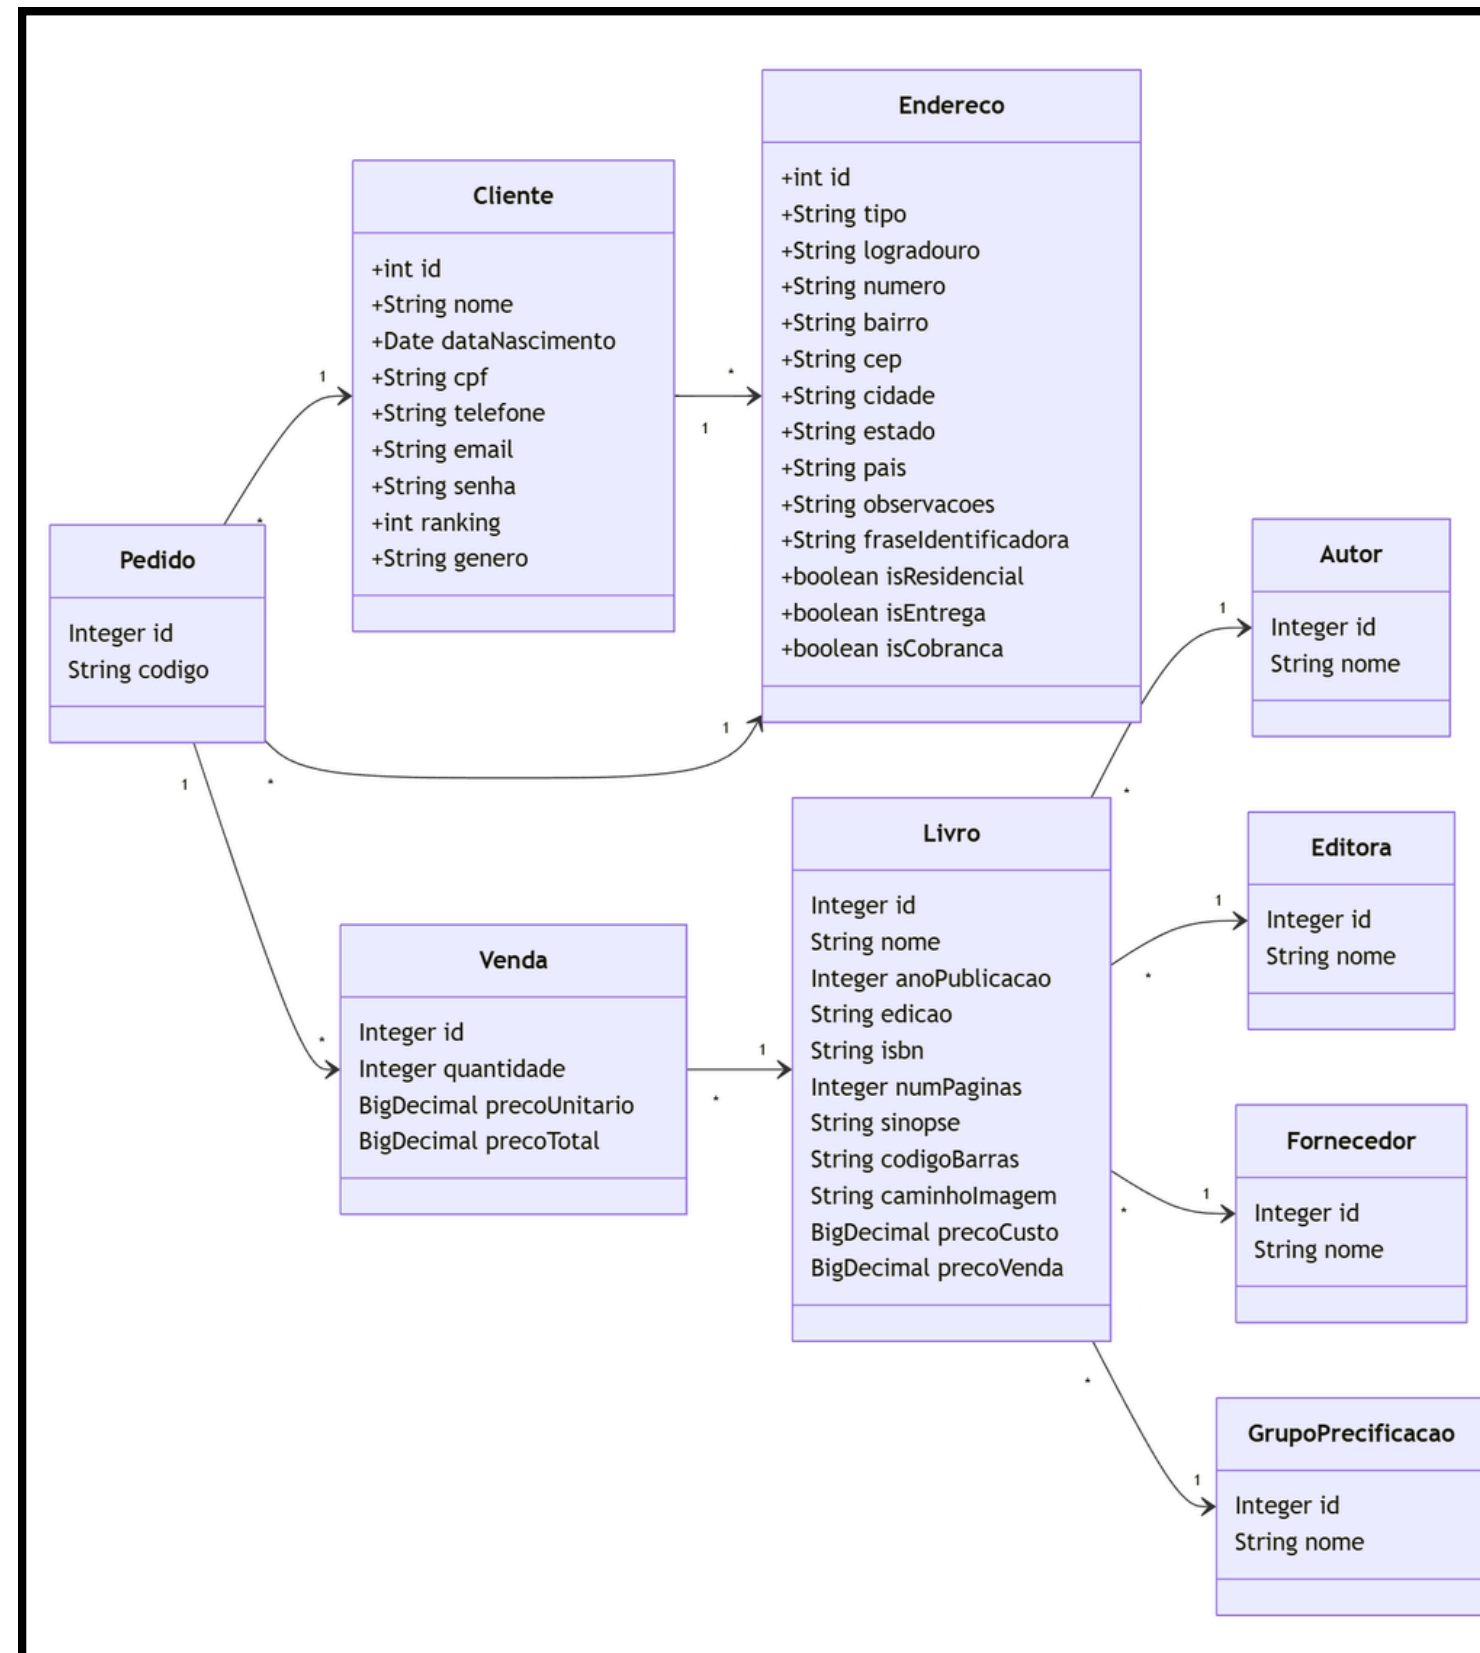 Endereco
+int id
+String tipo
+String logradouro
+String numero
+String bairro
+String cep
+String cidade
+String estado
+String pais
+String observacoes
+String fraseIdentificadora
+boolean isResidencial
+boolean isEntrega
+boolean isCobranca
Cliente
+int id
+String nome
+Date dataNascimento
+String cpf
+String telefone
+String email
+String senha
+int ranking
+String genero
1
*
*
1
Pedido
Integer id
String codigo
1
*
*
1
Autor
Integer id
String nome
1
*
Livro
Integer id
String nome
Integer anoPublicacao
String edicao
String isbn
Integer numPaginas
String sinopse
String codigoBarras
String caminhoImagem
BigDecimal precoCusto
BigDecimal precoVenda
Editora
Integer id
String nome
1
*
Venda
Integer id
Integer quantidade
BigDecimal precoUnitario
BigDecimal precoTotal
*
1
*
Fornecedor
Integer id
String nome
1
*
GrupoPrecificacao
Integer id
String nome
*
1